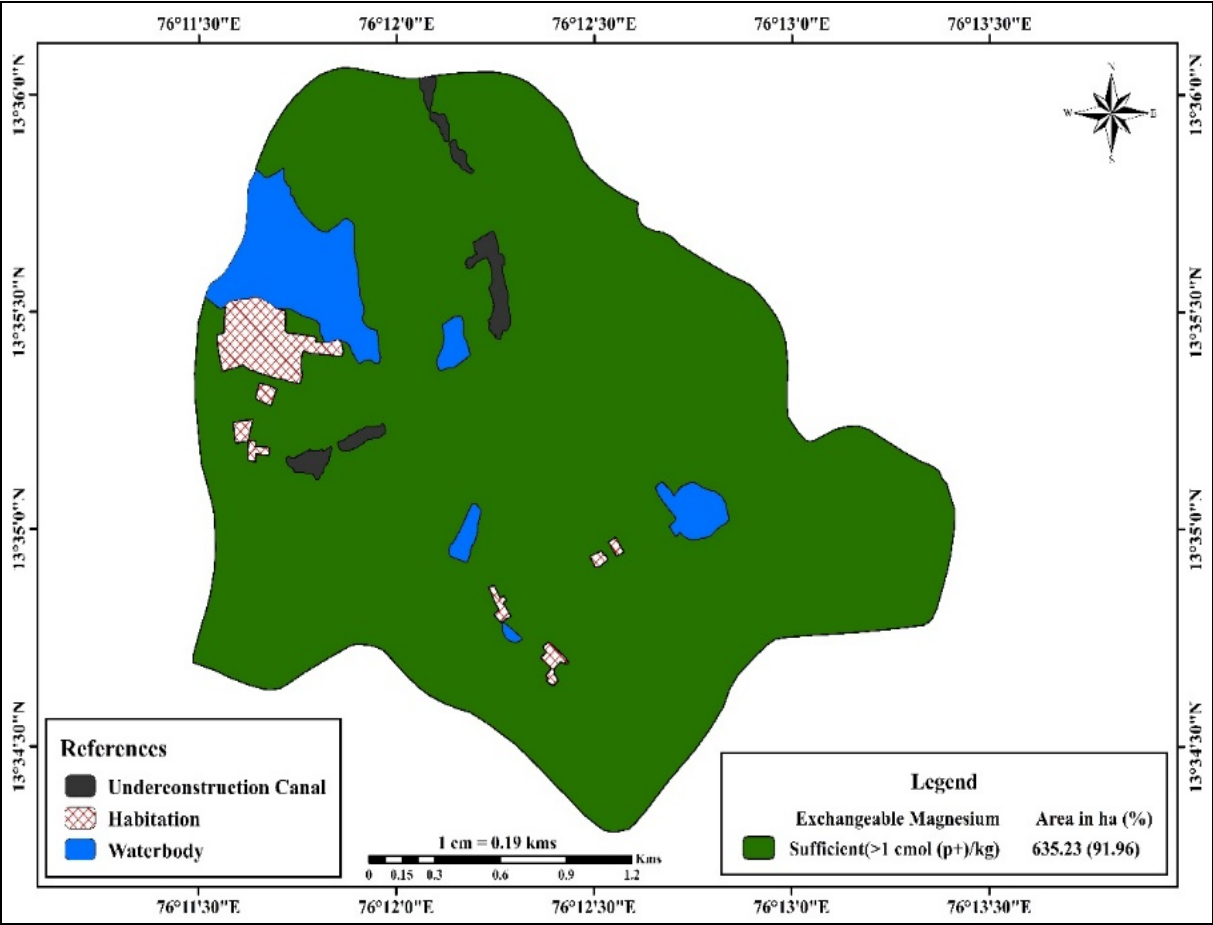 76°11'30"E 76°12'0"E 76°12'30"E 76°13'0"E 76°13'30"E
N
W E
S
13°36'0"N 13°36'0"N
13°35'30"N 13°35'30"N
13°35'0"N 13°35'0"N
13°34'30"N 13°34'30"N
References
Underconstruction Canal
Habitation
Waterbody
1 cm = 0.19 kms
Kms
0 0.15 0.3 0.6 0.9 1.2
Legend
Exchangeable Magnesium Area in ha (%)
Sufficient(>1 cmol (p+)/kg) 635.23 (91.96)
76°11'30"E 76°12'0"E 76°12'30"E 76°13'0"E 76°13'30"E